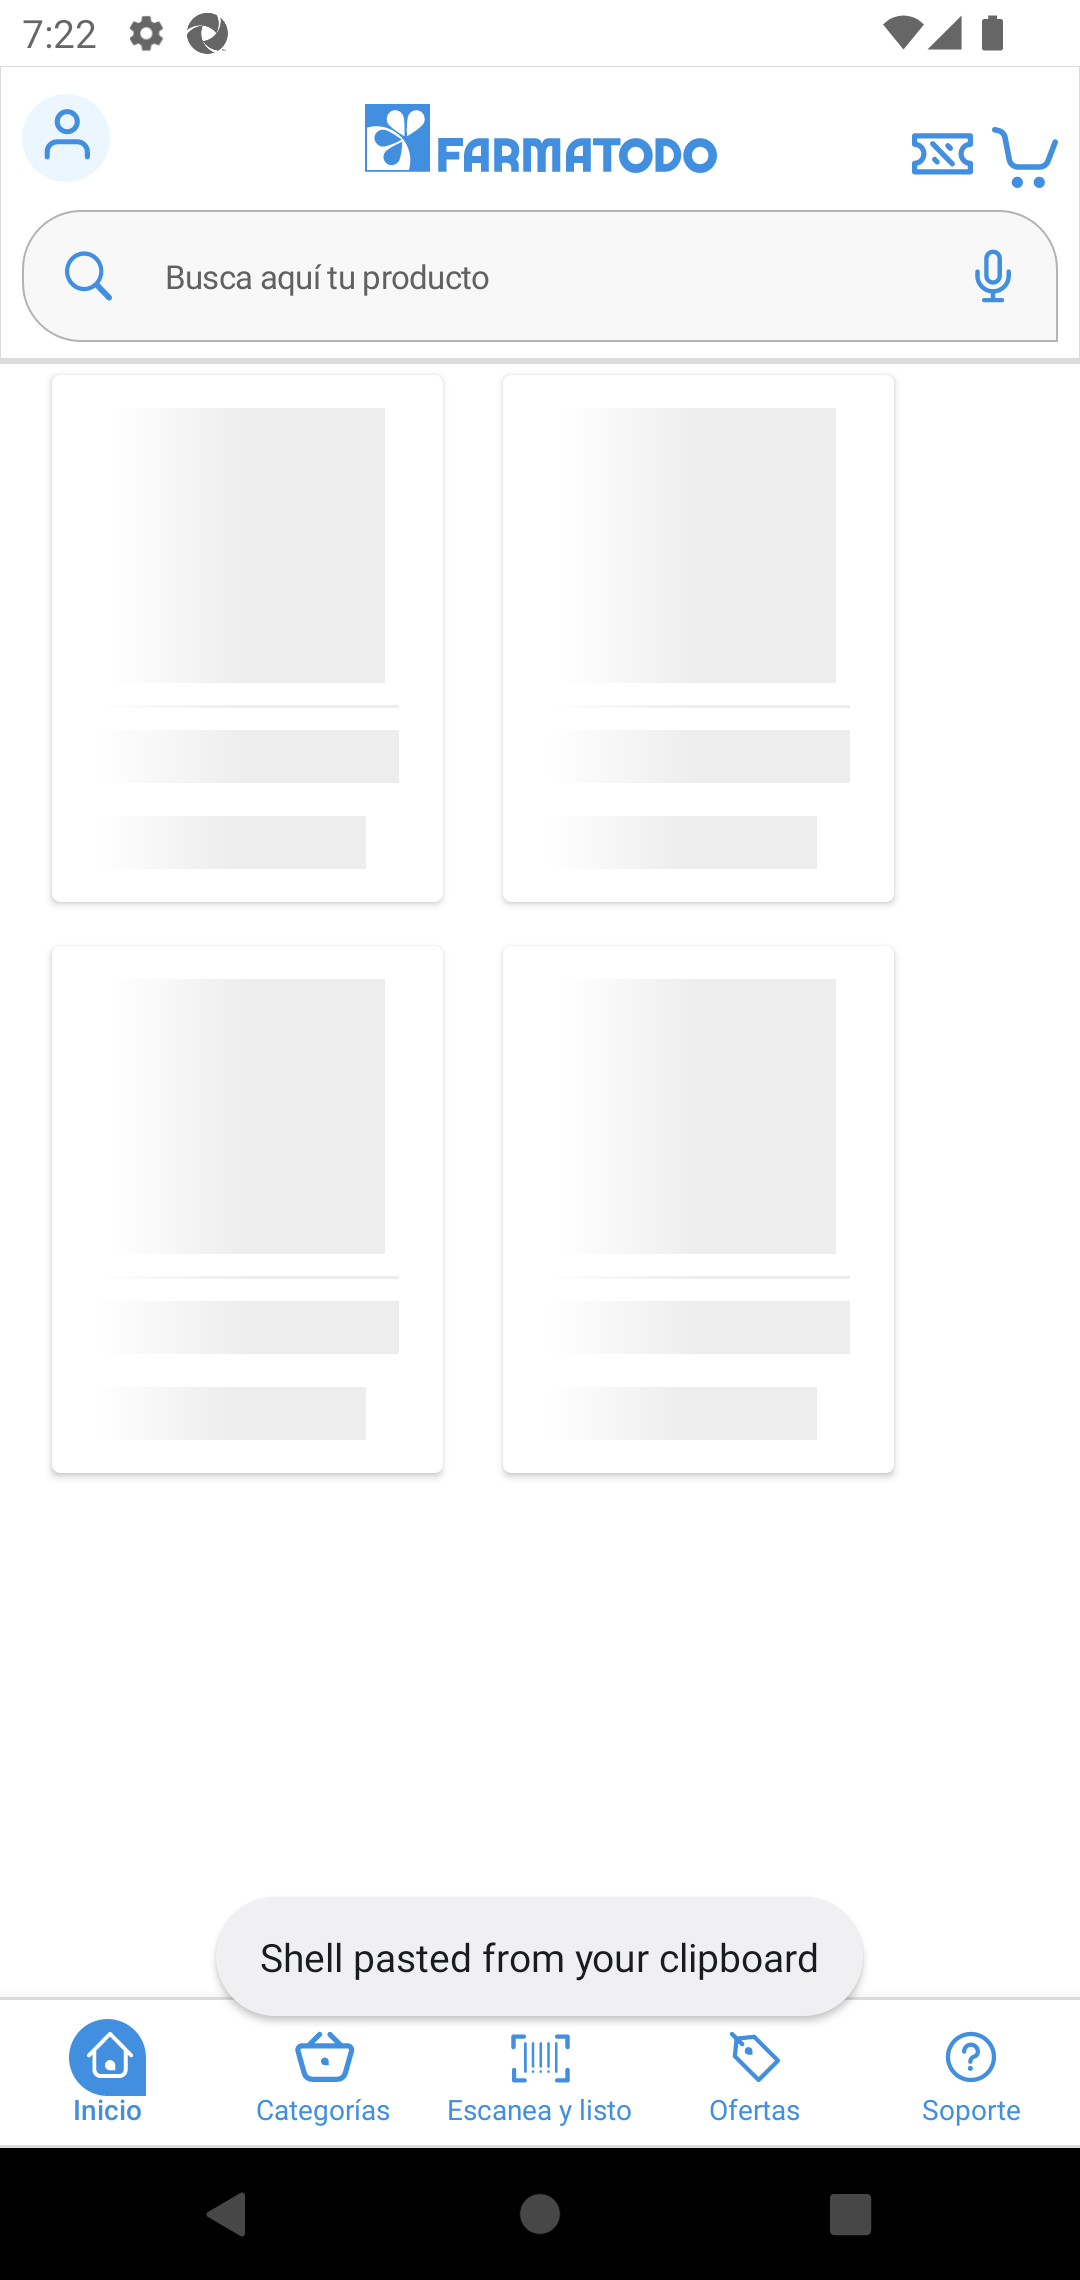 7:22
FARMATODO
Busca aquí tu producto
Shell pasted from your clipboard
Inicio
Categorías
Escanea y listo
Ofertas
Soporte